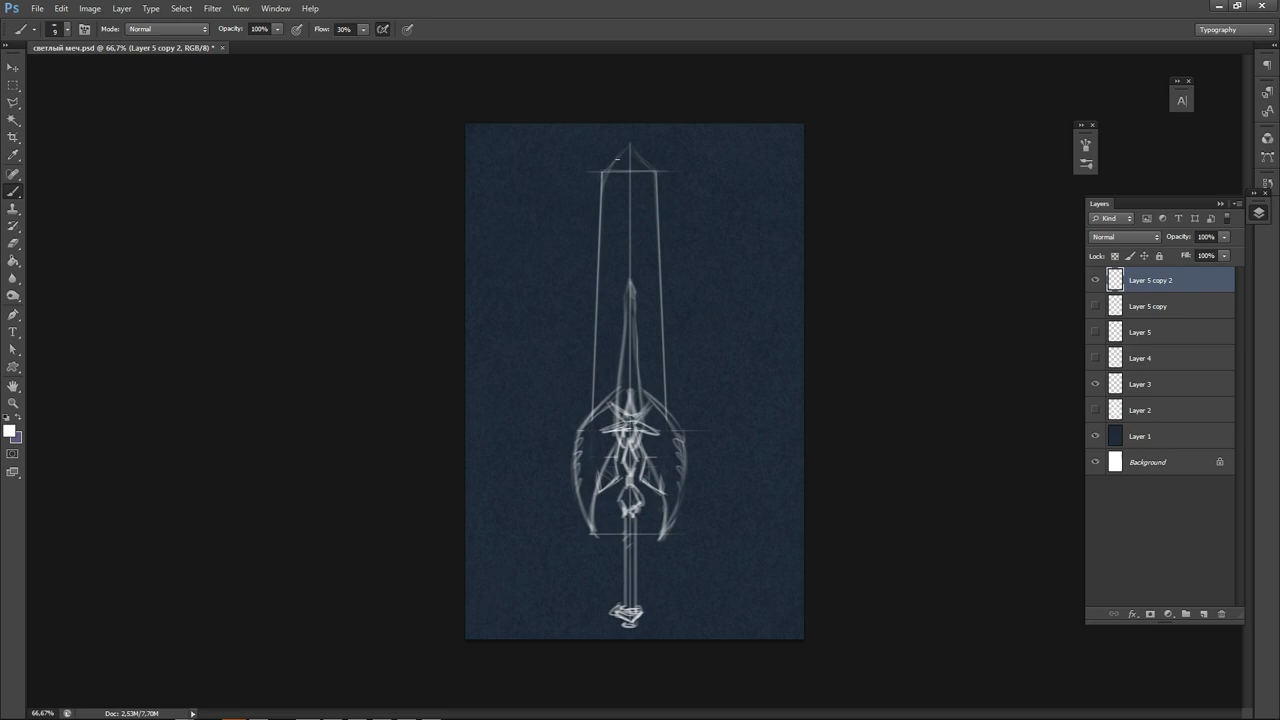 Ps File Edit Image Layer Type Select Filter View Window Help
9 Mode: Normal Opacity: 100% Flow: 30% Typography
светлый меч.psd @ 66,7% (Layer 5 copy 2, RGB/8) * ×
A|
Layers
Kind
Normal Opacity: 100%
Lock: Fill: 100%
Layer 5 copy 2
Layer 5 copy
Layer 5
Layer 4
Layer 3
Layer 2
Layer 1
Background
fx
66,67% Doc: 2,53M/7,70M